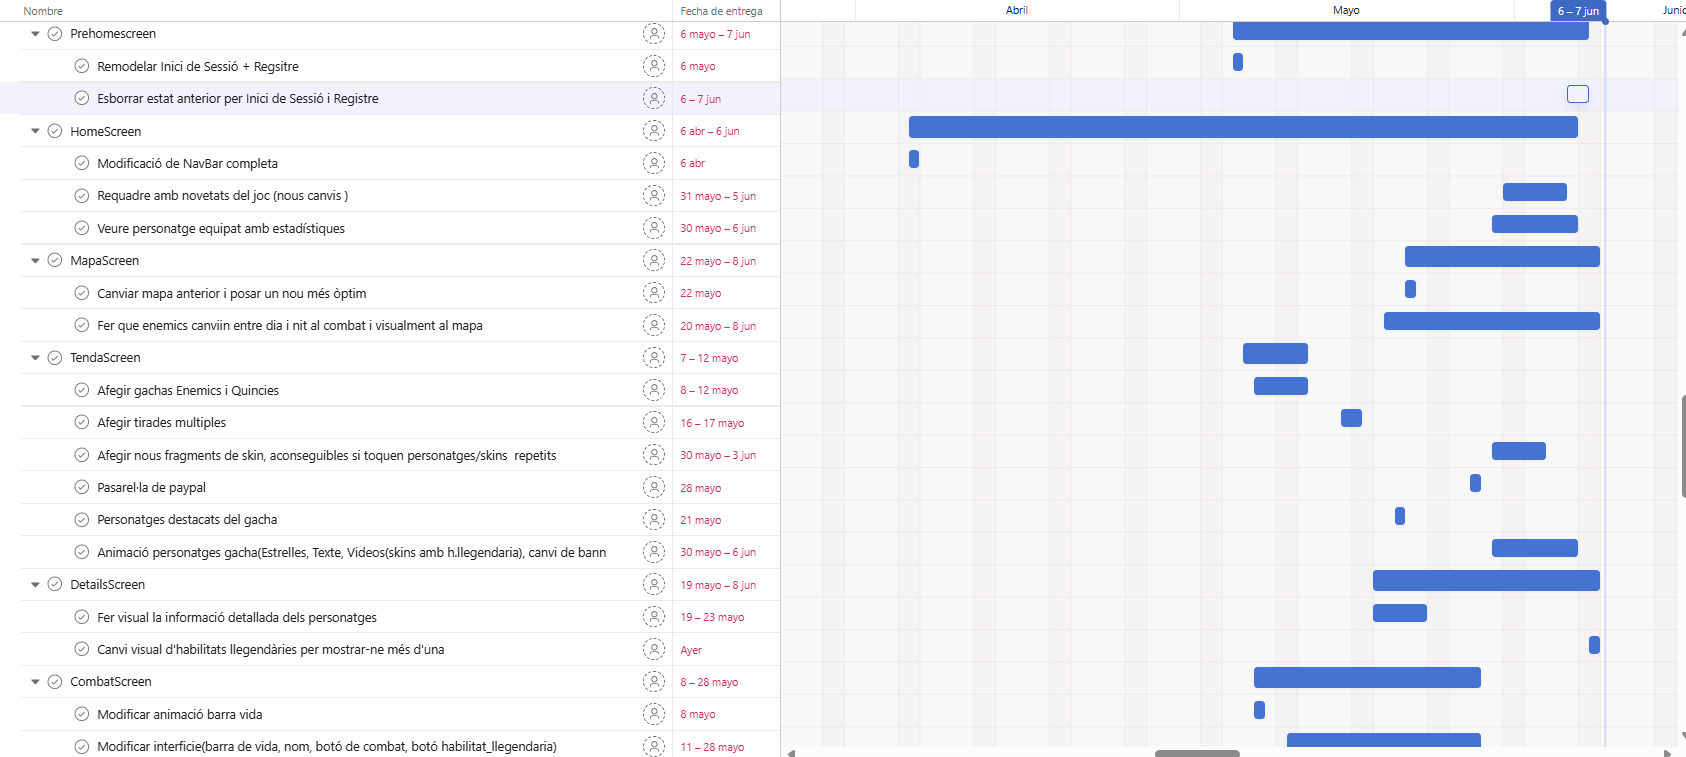 Nombre Fecha de entrega Abril Mayo 6 – 7 jun Junio
Prehomescreen 6 mayo – 7 jun
Remodelar Inici de Sessió + Regsitre 6 mayo
Esborrar estat anterior per Inici de Sessió i Registre 6 – 7 jun
HomeScreen 6 abr – 6 jun
Modificació de NavBar completa 6 abr
Requadre amb novetats del joc (nous canvis ) 31 mayo – 5 jun
Veure personatge equipat amb estadístiques 30 mayo – 6 jun
MapaScreen 22 mayo – 8 jun
Canviar mapa anterior i posar un nou més òptim 22 mayo
Fer que enemics canviin entre dia i nit al combat i visualment al mapa 20 mayo – 8 jun
TendaScreen 7 – 12 mayo
Afegir gachas Enemics i Quincies 8 – 12 mayo
Afegir tirades multiples 16 – 17 mayo
Afegir nous fragments de skin, aconseguibles si toquen personatges/skins repetits 30 mayo – 3 jun
Pasarel·la de paypal 28 mayo
Personatges destacats del gacha 21 mayo
Animació personatges gacha(Estrelles, Texte, Videos(skins amb h.llegendaria), canvi de bann 30 mayo – 6 jun
DetailsScreen 19 mayo – 8 jun
Fer visual la informació detallada dels personatges 19 – 23 mayo
Canvi visual d'habilitats llegendàries per mostrar-ne més d'una Ayer
CombatScreen 8 – 28 mayo
Modificar animació barra vida 8 mayo
Modificar interficie(barra de vida, nom, botó de combat, botó habilitat_llegendaria) 11 – 28 mayo